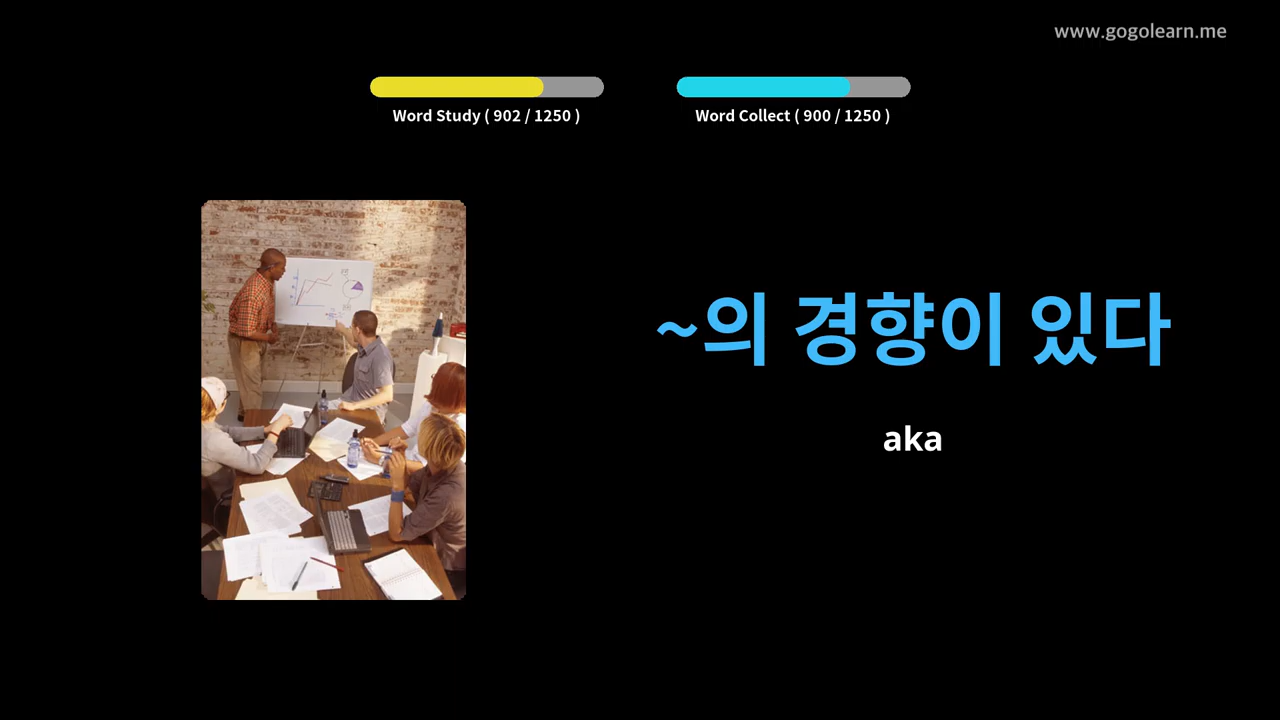 www.gogolearn.me
Word Study ( 902 / 1250 )
Word Collect ( 900 / 1250 )
~의 경향이 있다
aka